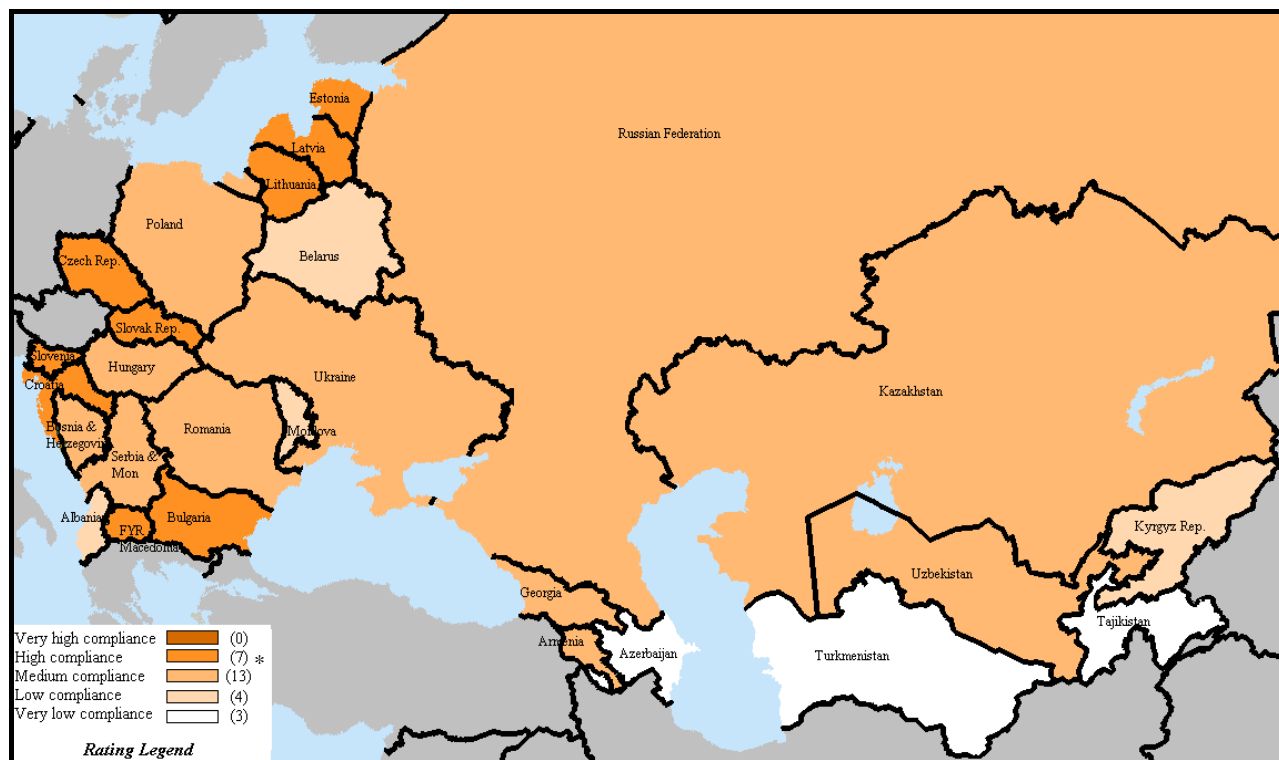 Estonia
Russian Federation
Latvia
Lithuania
Poland
Belarus
Czech Rep.
Slovak Rep.
Slovenia
Hungary
Ukraine
Croatia
Kazakhstan
Bosnia &
Herzegovin
Romania
Moldova
Serbia &
Mon
Albania
FYR
Macedonia
Bulgaria
Kyrgyz Rep.
Uzbekistan
Georgia
Tajikistan
Armenia
Azerbaijan
Turkmenistan
Very high compliance (0)
High compliance (7) *
Medium compliance (13)
Low compliance (4)
Very low compliance (3)
Rating Legend